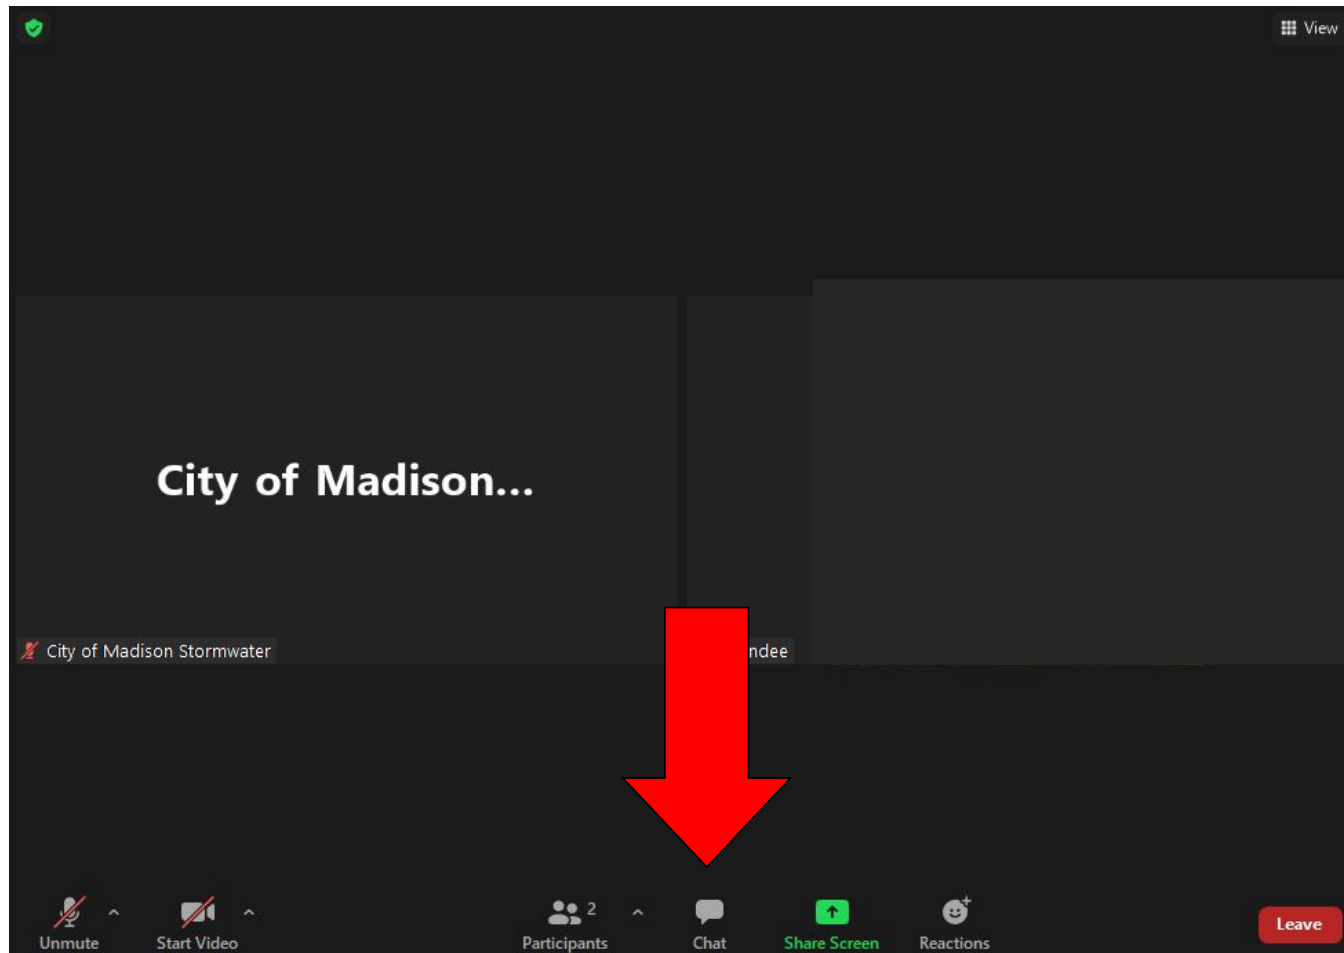 View
City of Madison...
City of Madison Stormwater
ndee
2
Unmute
Start Video
Participants
Chat
Share Screen
Reactions
Leave